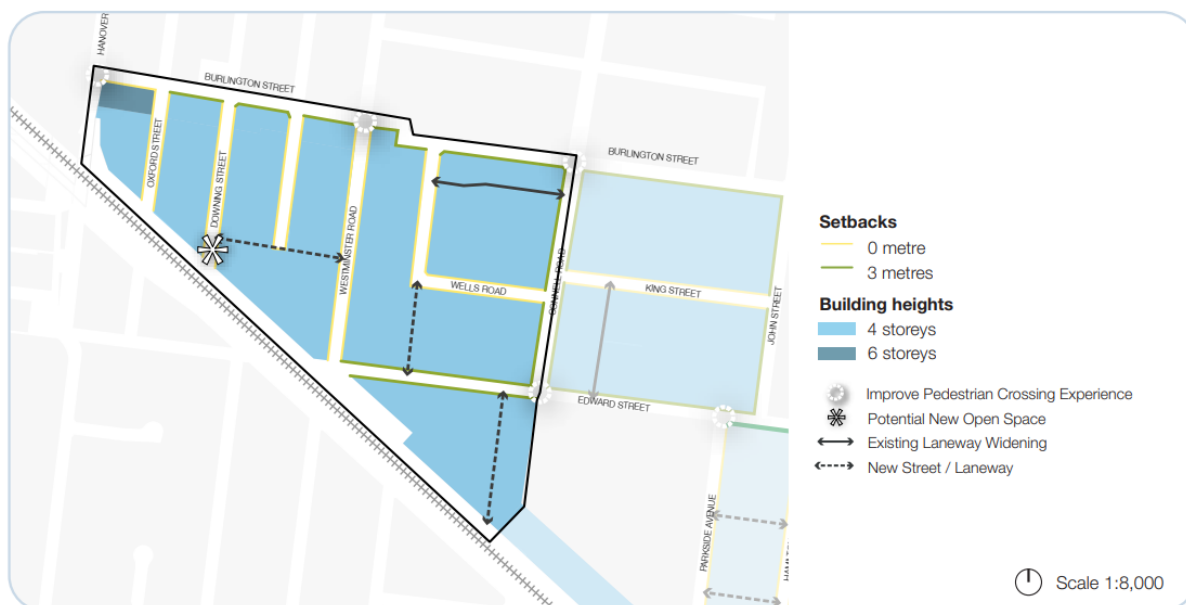 HANOVER
BURLINGTON STREET
OXFORD STREET
DOWNING STREET
WESTMINSTER ROAD
BURLINGTON STREET
WELLS ROAD
KING STREET
JOHN STREET
EDWARD STREET
PARKSIDE AVENUE
Setbacks
0 metre
3 metres
Building heights
4 storeys
6 storeys
Improve Pedestrian Crossing Experience
Potential New Open Space
Existing Laneway Widening
New Street / Laneway
Scale 1:8,000